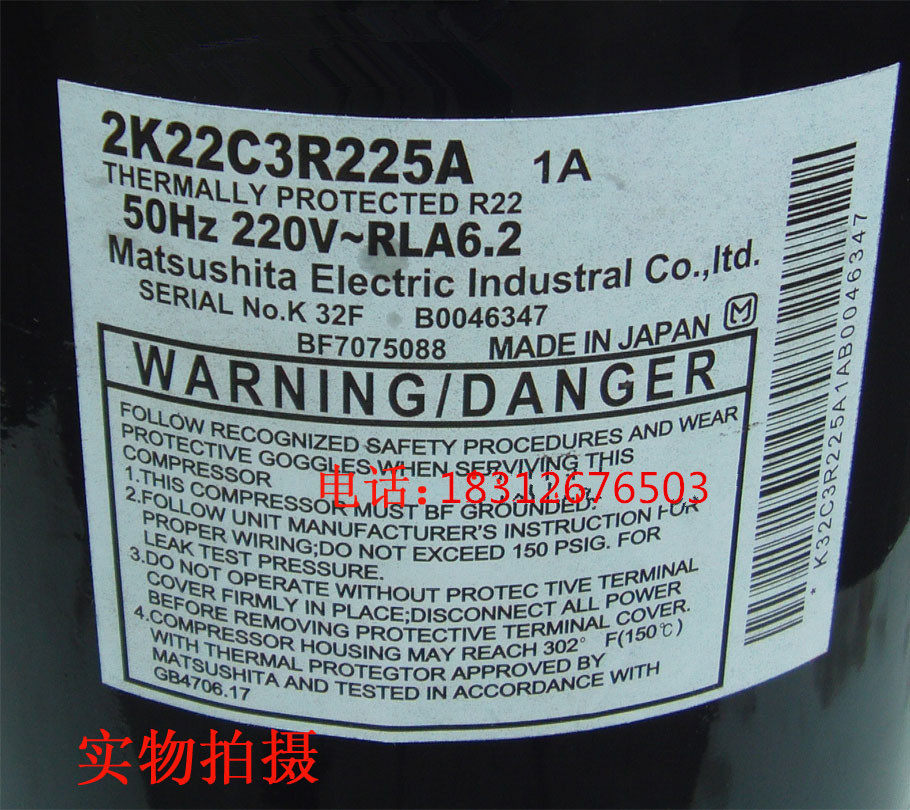 2K22C3R225A 1A
THERMALLY PROTECTED R22
50Hz 220V~RLA6.2
Matsushita Electric Industral Co.,ltd.
SERIAL No.K 32F B0046347
BF7075088 MADE IN JAPAN M
WARNING/DANGER
FOLLOW RECOGNIZED SAFETY PROCEDURES AND WEAR
PROTECTIVE GOGGLES,WHEN SERVIVING THIS
COMPRESSOR
1.THIS COMPRESSOR MUST BF GROUNDED.
2.FOLLOW UNIT MANUFACTURER'S INSTRUCTION FOR
PROPER WIRING;DO NOT EXCEED 150 PSIG. FOR
LEAK TEST PRESSURE.
3.DO NOT OPERATE WITHOUT PROTEC TIVE TERMINAL
COVER FIRMLY IN PLACE;DISCONNECT ALL POWER
BEFORE REMOVING PROTECTIVE TERMINAL COVER.
4.COMPRESSOR HOUSING MAY REACH 302° F(150℃)
WITH THERMAL PROTEGTOR APPROVED BY
MATSUSHITA AND TESTED IN ACCORDANCE WITH
GB4706.17
*K32C3R225A1AB0046347
电话:18312676503
实物拍摄